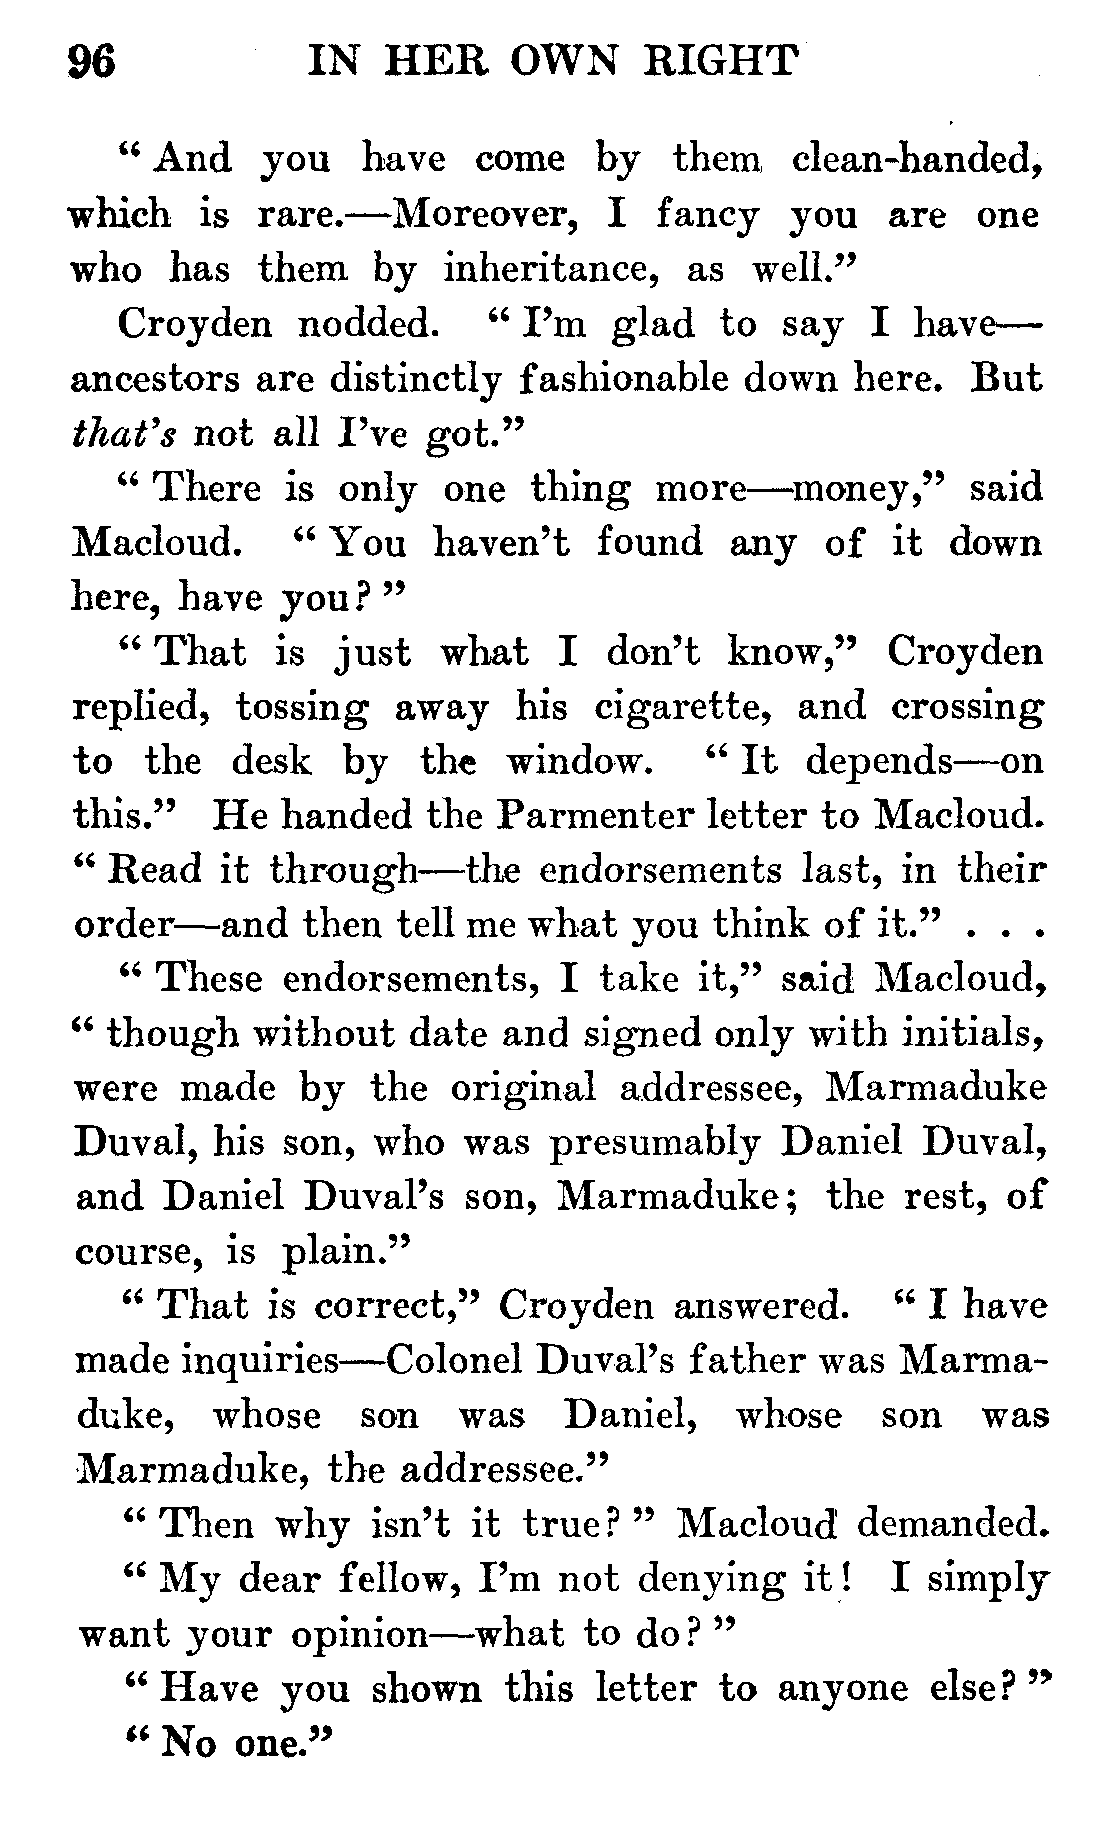 96 IN HER OWN RIGHT
“ And you have come by them clean-handed,
which is rare.—Moreover, I fancy you are one
who has them by inheritance, as well.”
Croyden nodded. “ I’m glad to say I have—
ancestors are distinctly fashionable down here. But
that’s not all I’ve got.”
“ There is only one thing more—money,” said
Macloud. “ You haven’t found any of it down
here, have you? ”
“ That is just what I don’t know,” Croyden
replied, tossing away his cigarette, and crossing
to the desk by the window. “ It depends—on
this.” He handed the Parmenter letter to Macloud.
“ Read it through—the endorsements last, in their
order—and then tell me what you think of it.” . . .
“ These endorsements, I take it,” said Macloud,
“ though without date and signed only with initials,
were made by the original addressee, Marmaduke
Duval, his son, who was presumably Daniel Duval,
and Daniel Duval’s son, Marmaduke; the rest, of
course, is plain.”
“ That is correct,” Croyden answered. “ I have
made inquiries—Colonel Duval’s father was Marma-
duke, whose son was Daniel, whose son was
Marmaduke, the addressee.”
“ Then why isn’t it true? ” Macloud demanded.
“ My dear fellow, I’m not denying it! I simply
want your opinion—what to do? ”
“ Have you shown this letter to anyone else? ”
“ No one.”